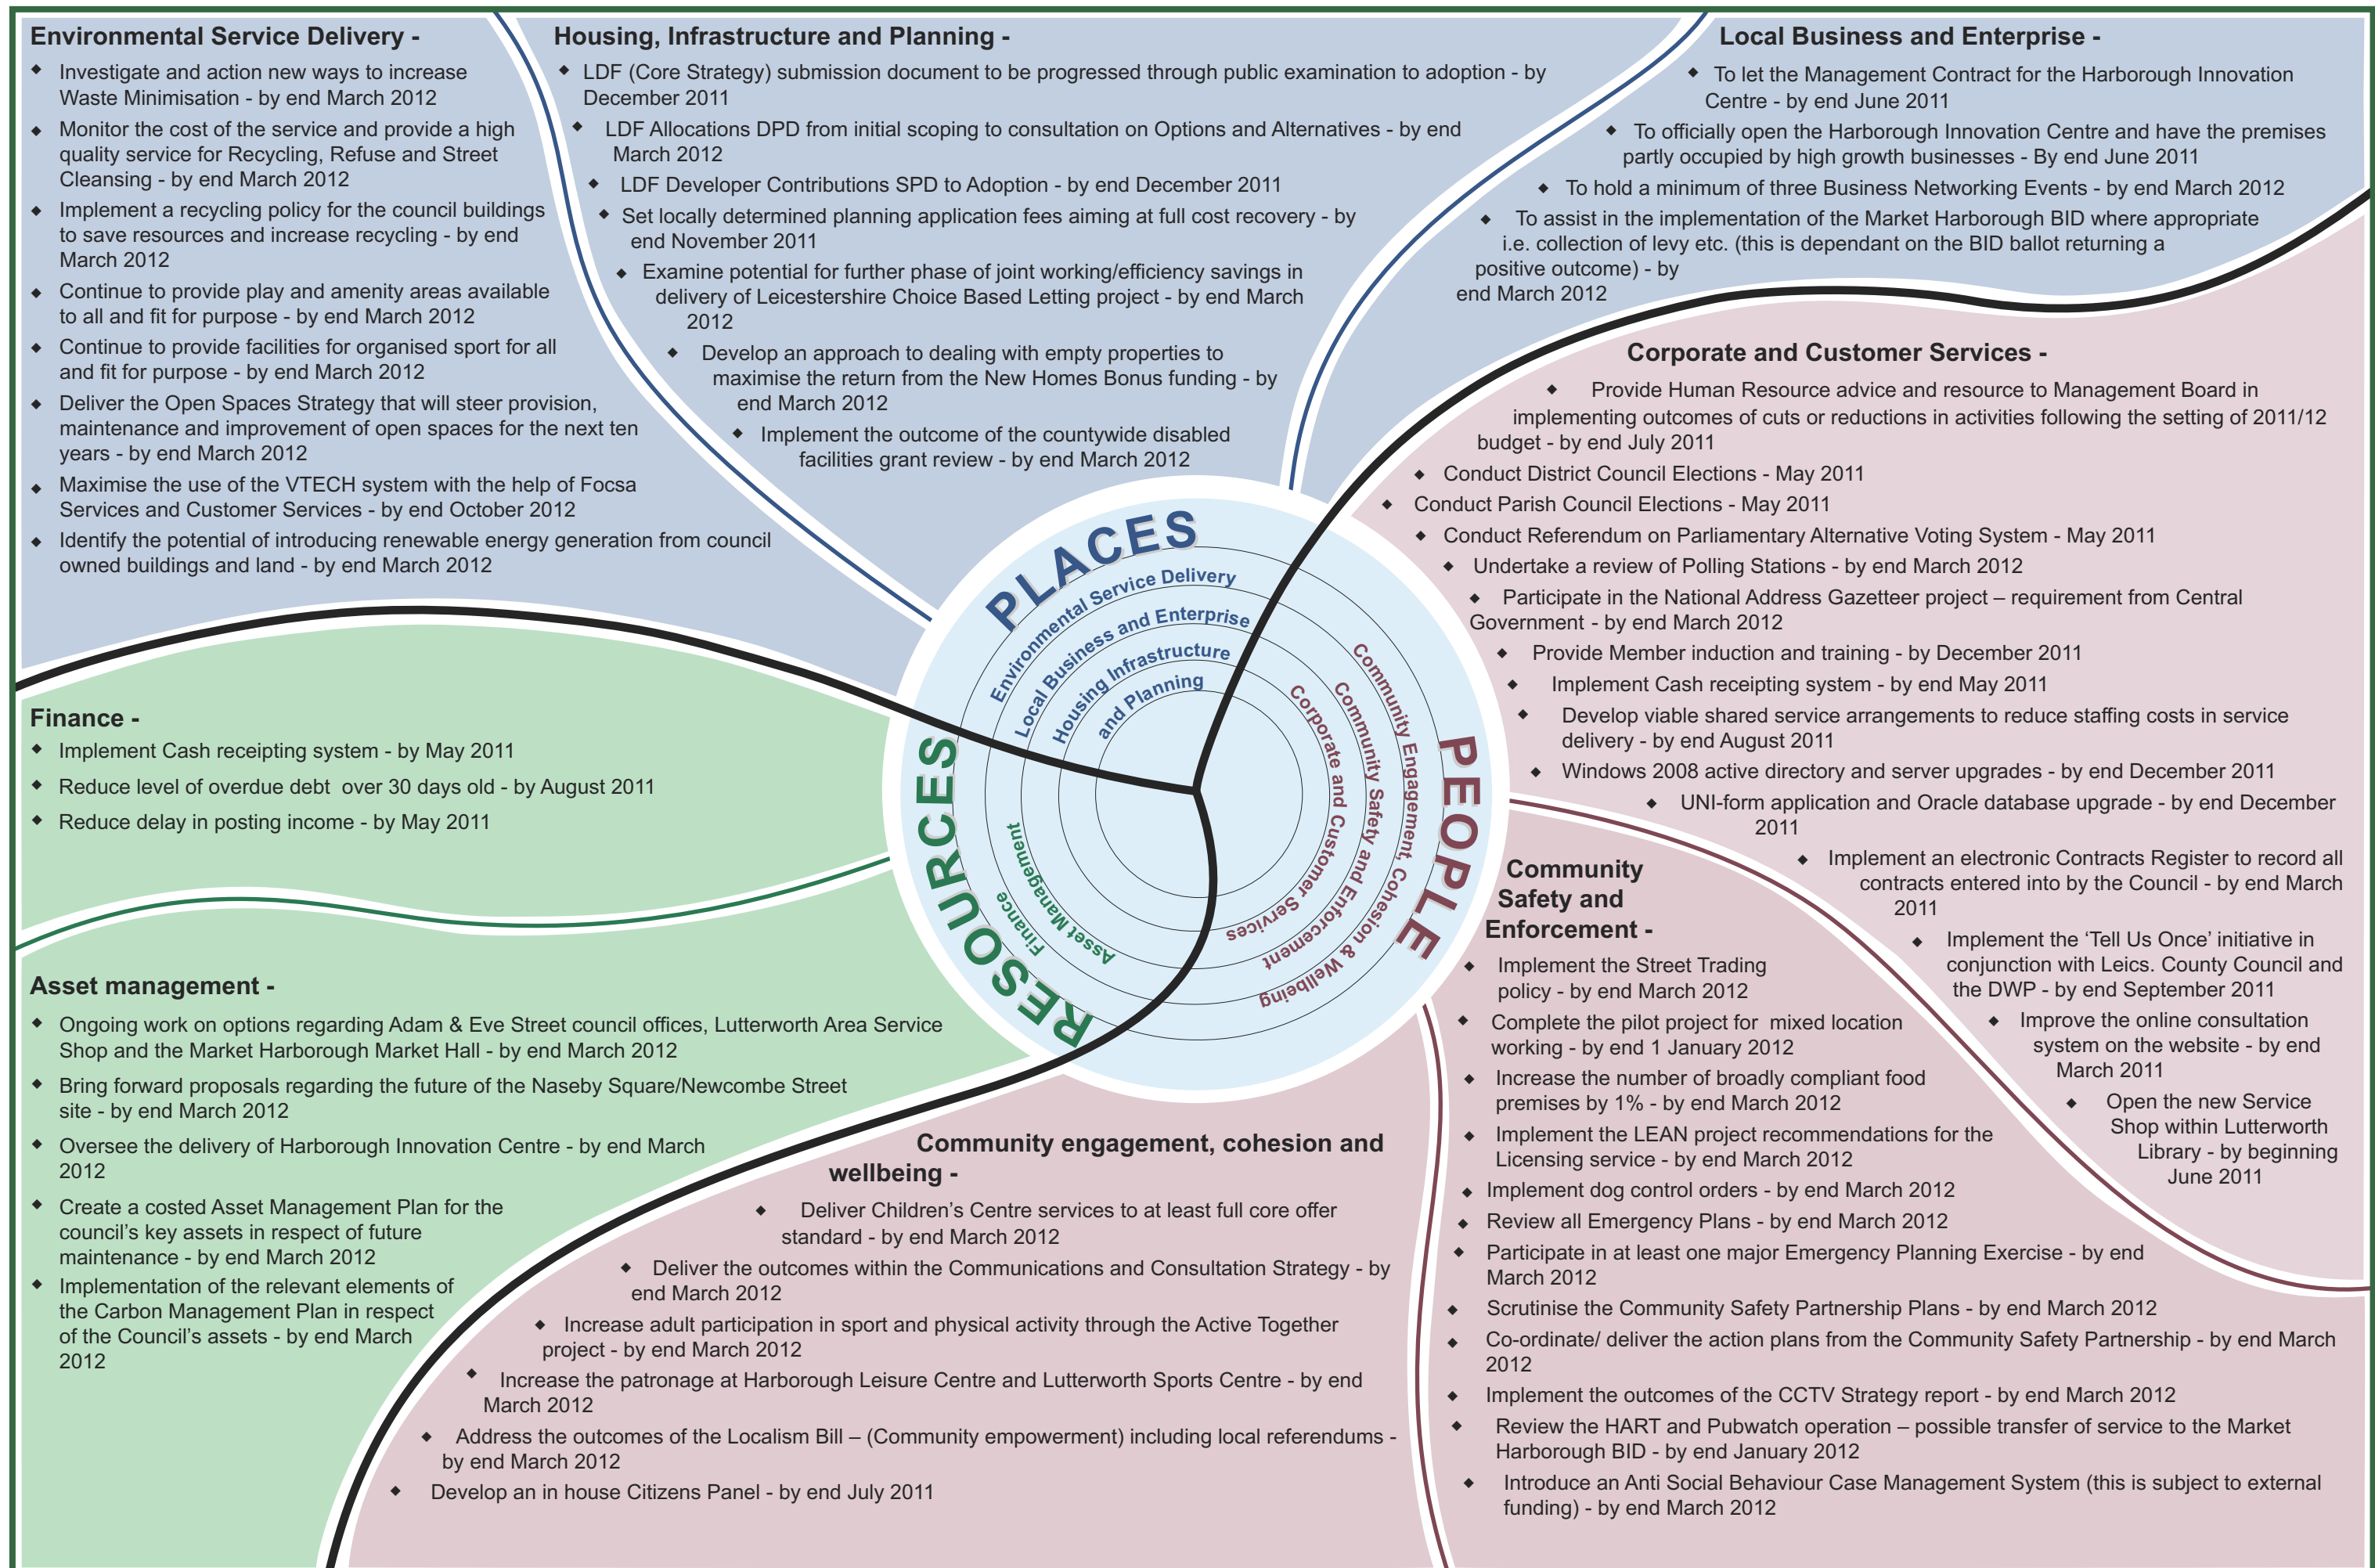 Environmental Service Delivery -
◆ Investigate and action new ways to increase
Waste Minimisation - by end March 2012
◆ Monitor the cost of the service and provide a high
quality service for Recycling, Refuse and Street
Cleansing - by end March 2012
◆ Implement a recycling policy for the council buildings
to save resources and increase recycling - by end
March 2012
◆ Continue to provide play and amenity areas available
to all and fit for purpose - by end March 2012
◆ Continue to provide facilities for organised sport for all
and fit for purpose - by end March 2012
◆ Deliver the Open Spaces Strategy that will steer provision,
maintenance and improvement of open spaces for the next ten
years - by end March 2012
◆ Maximise the use of the VTECH system with the help of Focsa
Services and Customer Services - by end October 2012
◆ Identify the potential of introducing renewable energy generation from council
owned buildings and land - by end March 2012
Housing, Infrastructure and Planning -
◆ LDF (Core Strategy) submission document to be progressed through public examination to adoption - by
December 2011
◆ LDF Allocations DPD from initial scoping to consultation on Options and Alternatives - by end
March 2012
◆ LDF Developer Contributions SPD to Adoption - by end December 2011
◆ Set locally determined planning application fees aiming at full cost recovery - by
end November 2011
◆ Examine potential for further phase of joint working/efficiency savings in
delivery of Leicestershire Choice Based Letting project - by end March
2012
◆ Develop an approach to dealing with empty properties to
maximise the return from the New Homes Bonus funding - by
end March 2012
◆ Implement the outcome of the countywide disabled
facilities grant review - by end March 2012
Local Business and Enterprise -
◆ To let the Management Contract for the Harborough Innovation
Centre - by end June 2011
◆ To officially open the Harborough Innovation Centre and have the premises
partly occupied by high growth businesses - By end June 2011
◆ To hold a minimum of three Business Networking Events - by end March 2012
◆ To assist in the implementation of the Market Harborough BID where appropriate
i.e. collection of levy etc. (this is dependant on the BID ballot returning a
positive outcome) - by
end March 2012
Corporate and Customer Services -
◆ Provide Human Resource advice and resource to Management Board in
implementing outcomes of cuts or reductions in activities following the setting of 2011/12
budget - by end July 2011
◆ Conduct District Council Elections - May 2011
◆ Conduct Parish Council Elections - May 2011
◆ Conduct Referendum on Parliamentary Alternative Voting System - May 2011
◆ Undertake a review of Polling Stations - by end March 2012
◆ Participate in the National Address Gazetteer project – requirement from Central
Government - by end March 2012
◆ Provide Member induction and training - by December 2011
◆ Implement Cash receipting system - by end May 2011
◆ Develop viable shared service arrangements to reduce staffing costs in service
delivery - by end August 2011
◆ Windows 2008 active directory and server upgrades - by end December 2011
◆ UNI-form application and Oracle database upgrade - by end December
2011
◆ Implement an electronic Contracts Register to record all
contracts entered into by the Council - by end March
2011
◆ Implement the ‘Tell Us Once’ initiative in
conjunction with Leics. County Council and
the DWP - by end September 2011
◆ Improve the online consultation
system on the website - by end
March 2011
◆ Open the new Service
Shop within Lutterworth
Library - by beginning
June 2011
PLACES
Environmental Service Delivery
Local Business and Enterprise
Housing Infrastructure
and Planning
PEOPLE
Community Engagement, Cohesion & Wellbeing
Community Safety and Enforcement
Corporate and Customer Services
RESOURCES
Finance
Asset Management
Finance -
◆ Implement Cash receipting system - by May 2011
◆ Reduce level of overdue debt over 30 days old - by August 2011
◆ Reduce delay in posting income - by May 2011
Asset management -
◆ Ongoing work on options regarding Adam & Eve Street council offices, Lutterworth Area Service
Shop and the Market Harborough Market Hall - by end March 2012
◆ Bring forward proposals regarding the future of the Naseby Square/Newcombe Street
site - by end March 2012
◆ Oversee the delivery of Harborough Innovation Centre - by end March
2012
◆ Create a costed Asset Management Plan for the
council’s key assets in respect of future
maintenance - by end March 2012
◆ Implementation of the relevant elements of
the Carbon Management Plan in respect
of the Council’s assets - by end March
2012
Community engagement, cohesion and
wellbeing -
◆ Deliver Children’s Centre services to at least full core offer
standard - by end March 2012
◆ Deliver the outcomes within the Communications and Consultation Strategy - by
end March 2012
◆ Increase adult participation in sport and physical activity through the Active Together
project - by end March 2012
◆ Increase the patronage at Harborough Leisure Centre and Lutterworth Sports Centre - by end
March 2012
◆ Address the outcomes of the Localism Bill – (Community empowerment) including local referendums -
by end March 2012
◆ Develop an in house Citizens Panel - by end July 2011
Community
Safety and
Enforcement -
◆ Implement the Street Trading
policy - by end March 2012
◆ Complete the pilot project for mixed location
working - by end 1 January 2012
◆ Increase the number of broadly compliant food
premises by 1% - by end March 2012
◆ Implement the LEAN project recommendations for the
Licensing service - by end March 2012
◆ Implement dog control orders - by end March 2012
◆ Review all Emergency Plans - by end March 2012
◆ Participate in at least one major Emergency Planning Exercise - by end
March 2012
◆ Scrutinise the Community Safety Partnership Plans - by end March 2012
◆ Co-ordinate/ deliver the action plans from the Community Safety Partnership - by end March
2012
◆ Implement the outcomes of the CCTV Strategy report - by end March 2012
◆ Review the HART and Pubwatch operation – possible transfer of service to the Market
Harborough BID - by end January 2012
◆ Introduce an Anti Social Behaviour Case Management System (this is subject to external
funding) - by end March 2012